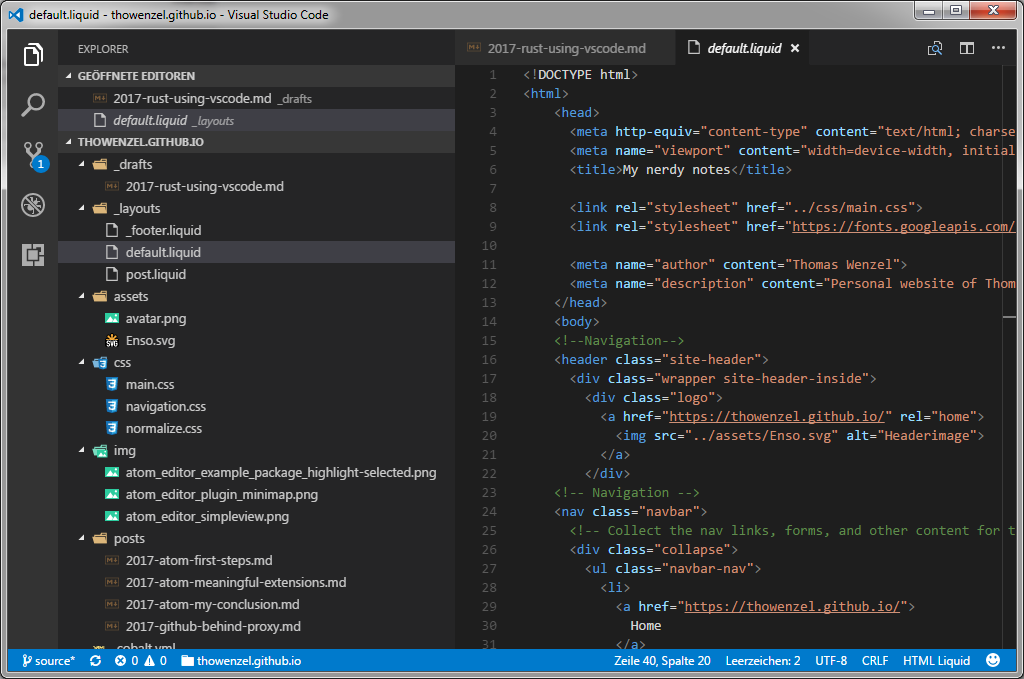 default.liquid - thowenzel.github.io - Visual Studio Code
EXPLORER
GEÖFFNETE EDITOREN
2017-rust-using-vscode.md _drafts
default.liquid _layouts
THOWENZEL.GITHUB.IO
_drafts
2017-rust-using-vscode.md
_layouts
_footer.liquid
default.liquid
post.liquid
assets
avatar.png
Enso.svg
css
main.css
navigation.css
normalize.css
img
atom_editor_example_package_highlight-selected.png
atom_editor_plugin_minimap.png
atom_editor_simpleview.png
posts
2017-atom-first-steps.md
2017-atom-meaningful-extensions.md
2017-atom-my-conclusion.md
2017-github-behind-proxy.md
_cobalt.yml
1
2017-rust-using-vscode.md default.liquid
1 <!DOCTYPE html>
2 <html>
3 <head>
4 <meta http-equiv="content-type" content="text/html; charse
5 <meta name="viewport" content="width=device-width, initial
6 <title>My nerdy notes</title>
7
8 <link rel="stylesheet" href="../css/main.css">
9 <link rel="stylesheet" href="https://fonts.googleapis.com/
10
11 <meta name="author" content="Thomas Wenzel">
12 <meta name="description" content="Personal website of Thom
13 </head>
14 <body>
15 <!--Navigation-->
16 <header class="site-header">
17 <div class="wrapper site-header-inside">
18 <div class="logo">
19 <a href="https://thowenzel.github.io/" rel="home">
20 <img src="../assets/Enso.svg" alt="Headerimage">
21 </a>
22 </div>
23 <!-- Navigation -->
24 <nav class="navbar">
25 <!-- Collect the nav links, forms, and other content for t
26 <div class="collapse">
27 <ul class="navbar-nav">
28 <li>
29 <a href="https://thowenzel.github.io/">
30 Home
31 </a>
source* 0 0 thowenzel.github.io Zeile 40, Spalte 20 Leerzeichen: 2 UTF-8 CRLF HTML Liquid